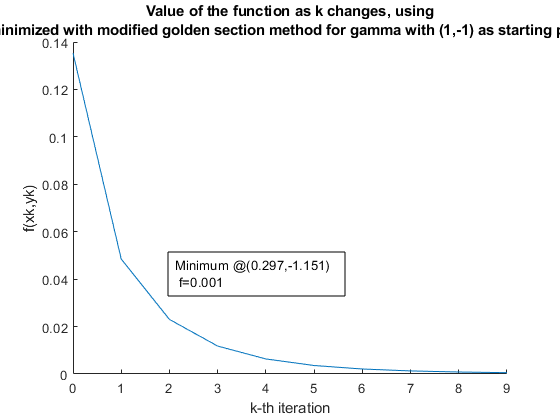 Value of the function as k changes, using
minimized with modified golden section method for gamma with (1,-1) as starting
0.14
0.12
0.1
0.08
0.06
0.04
0.02
0
f(xk,yk)
Minimum @(0.297,-1.151)
f=0.001
0 1 2 3 4 5 6 7 8 9
k-th iteration